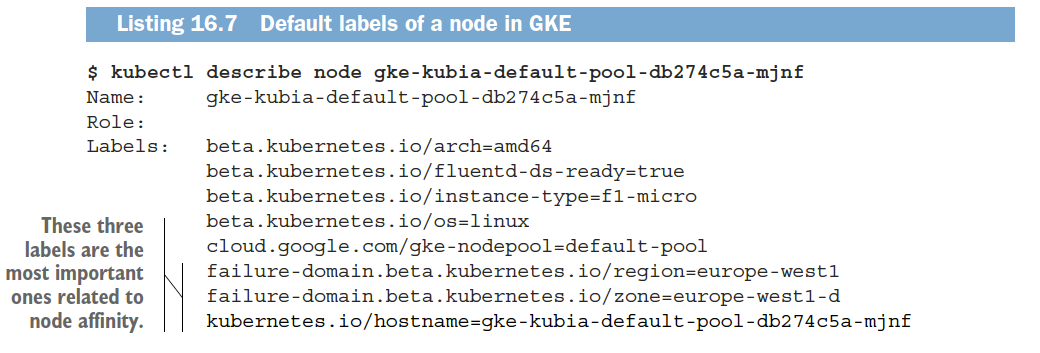 Listing 16.7 Default labels of a node in GKE
$ kubectl describe node gke-kubia-default-pool-db274c5a-mjnf
Name: gke-kubia-default-pool-db274c5a-mjnf
Role:
Labels: beta.kubernetes.io/arch=amd64
beta.kubernetes.io/fluentd-ds-ready=true
beta.kubernetes.io/instance-type=f1-micro
beta.kubernetes.io/os=linux
cloud.google.com/gke-nodepool=default-pool
failure-domain.beta.kubernetes.io/region=europe-west1
failure-domain.beta.kubernetes.io/zone=europe-west1-d
kubernetes.io/hostname=gke-kubia-default-pool-db274c5a-mjnf
These three
labels are the
most important
ones related to
node affinity.